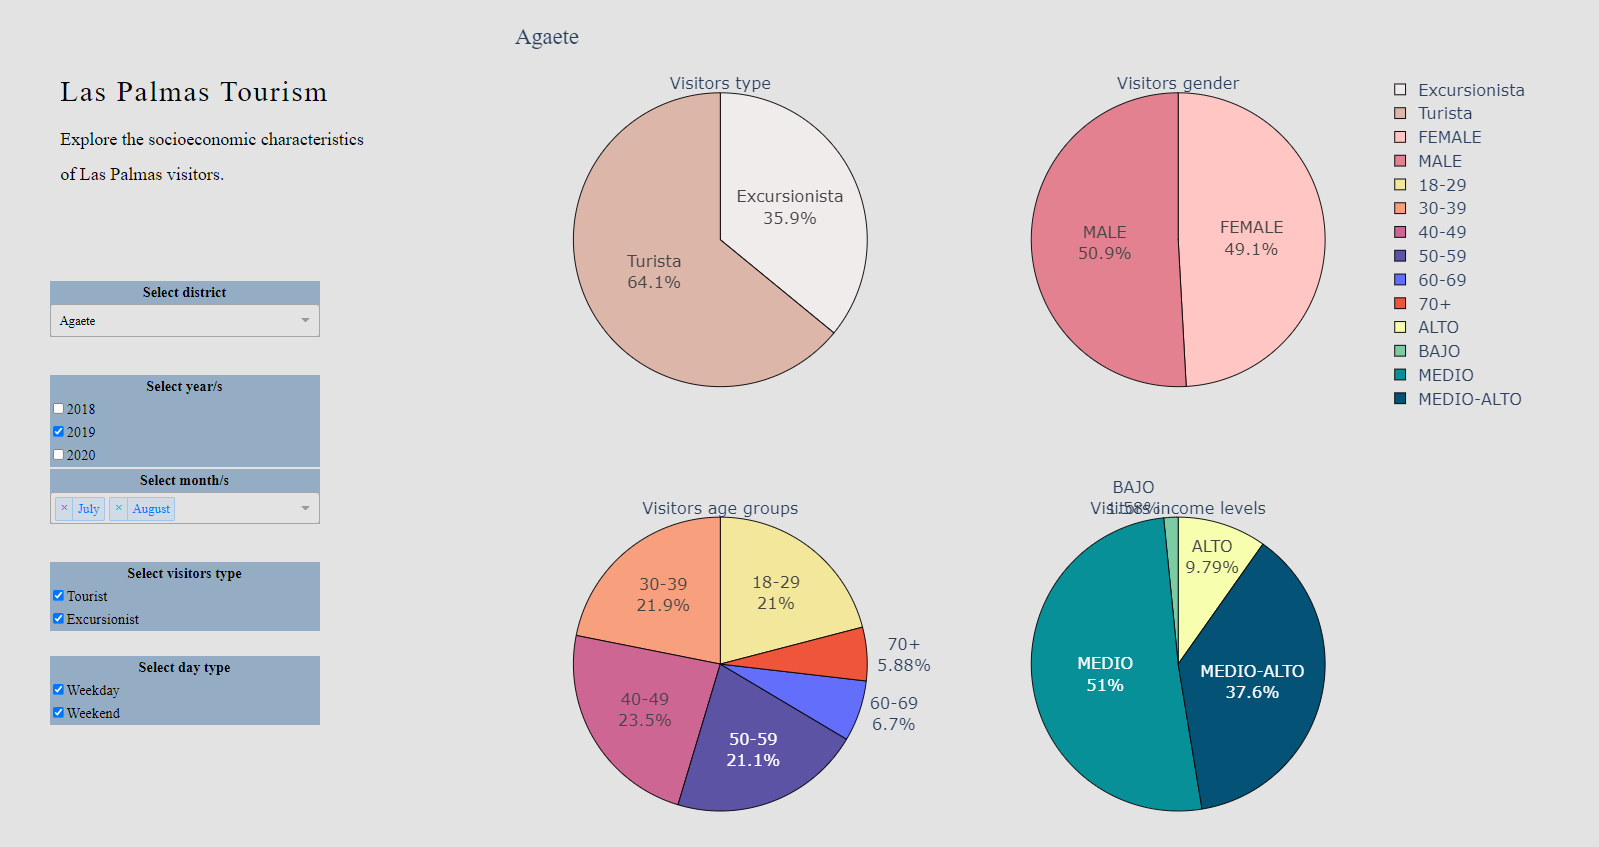 Agaete
Las Palmas Tourism
Explore the socioeconomic characteristics
of Las Palmas visitors.
Select district
Agaete
Select year/s
2018
2019
2020
Select month/s
× July × August
Select visitors type
Tourist
Excursionist
Select day type
Weekday
Weekend
Visitors type
Excursionista
35.9%
Turista
64.1%
Visitors gender
MALE
50.9%
FEMALE
49.1%
Excursionista
Turista
FEMALE
MALE
18-29
30-39
40-49
50-59
60-69
70+
ALTO
BAJO
MEDIO
MEDIO-ALTO
Visitors age groups
30-39
21.9%
18-29
21%
70+
5.88%
60-69
6.7%
40-49
23.5%
50-59
21.1%
BAJO
1.58%
Visitors income levels
ALTO
9.79%
MEDIO
51%
MEDIO-ALTO
37.6%